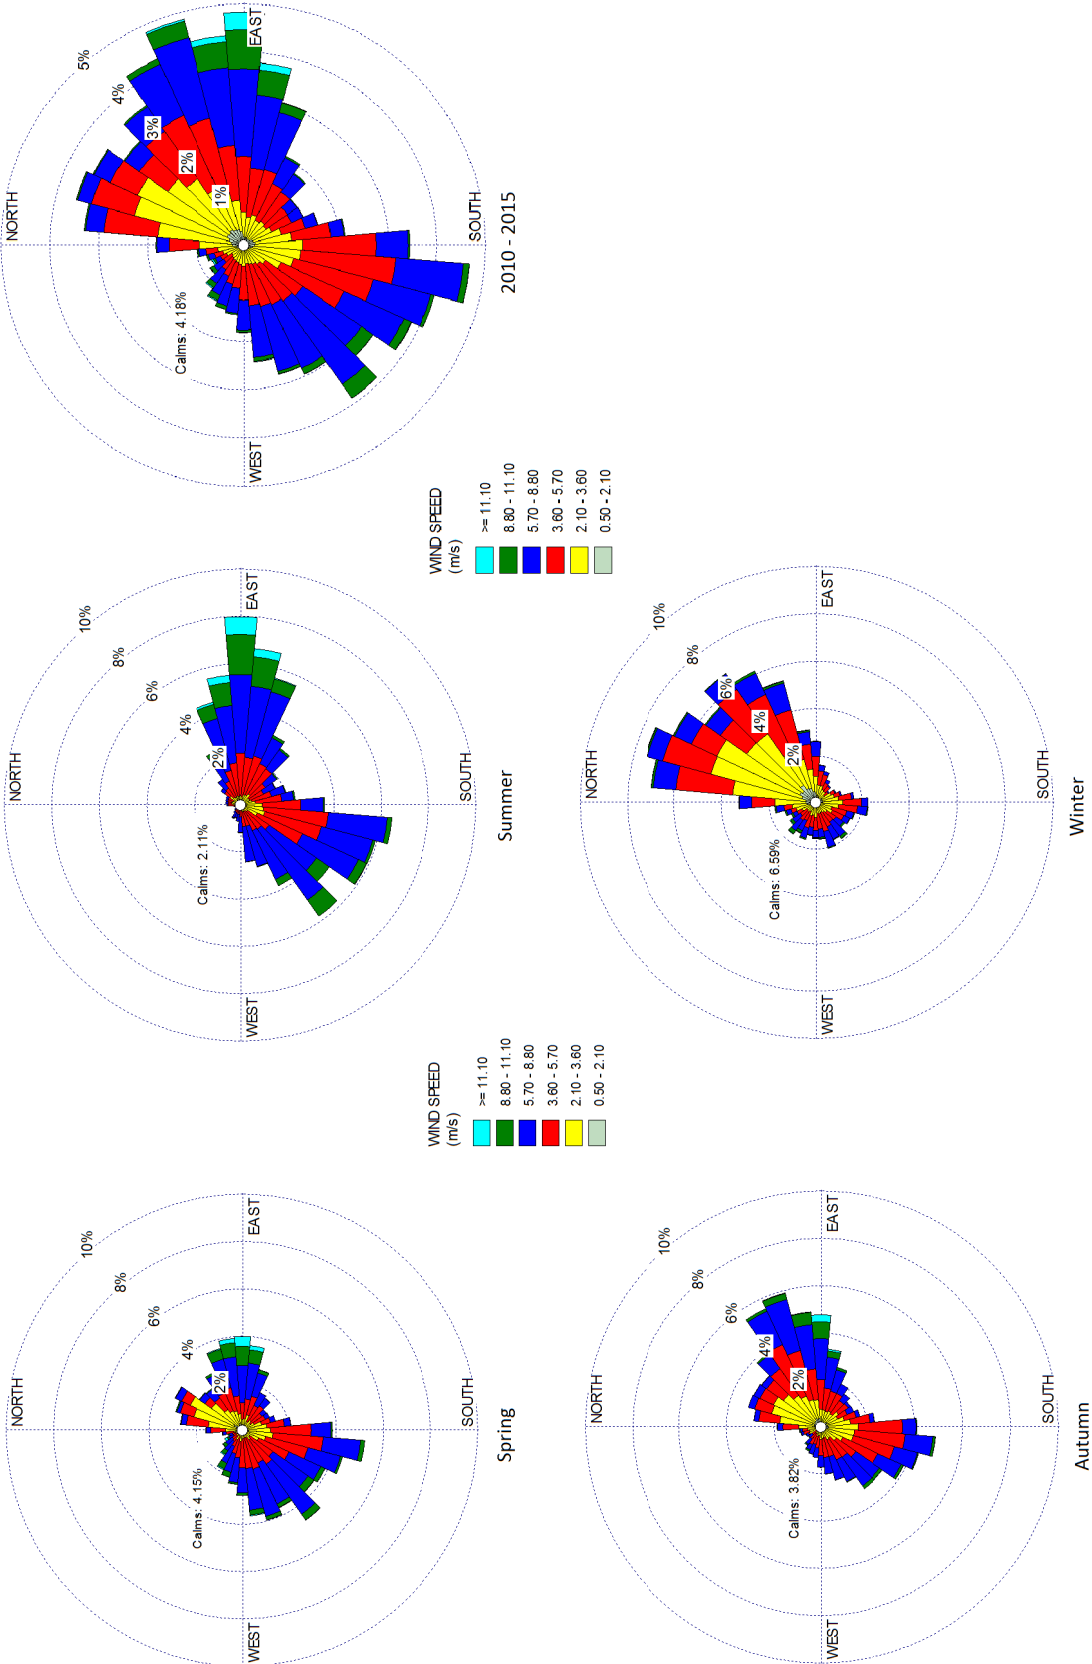 NORTH
5%
4%
3%
2%
1%
EAST
SOUTH
WEST
Calms: 4.18%
2010 - 2015
WIND SPEED
(m/s)
>= 11.10
8.80 - 11.10
5.70 - 8.80
3.60 - 5.70
2.10 - 3.60
0.50 - 2.10
NORTH
10%
8%
6%
4%
2%
EAST
SOUTH
WEST
Calms: 2.11%
Summer
NORTH
10%
8%
6%
4%
2%
EAST
SOUTH
WEST
Calms: 6.59%
Winter
WIND SPEED
(m/s)
>= 11.10
8.80 - 11.10
5.70 - 8.80
3.60 - 5.70
2.10 - 3.60
0.50 - 2.10
NORTH
10%
8%
6%
4%
2%
EAST
SOUTH
WEST
Calms: 4.15%
Spring
NORTH
10%
8%
6%
4%
2%
EAST
SOUTH
WEST
Calms: 3.82%
Autumn